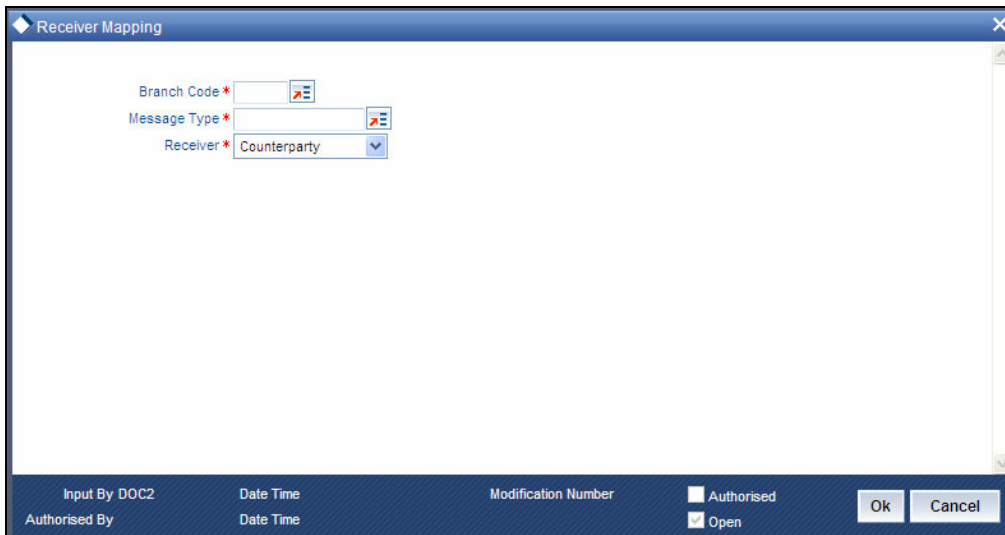 Receiver Mapping
Branch Code *
Message Type *
Receiver * Counterparty
Input By DOC2 Date Time Modification Number Authorised
Authorised By Date Time Open
Ok Cancel